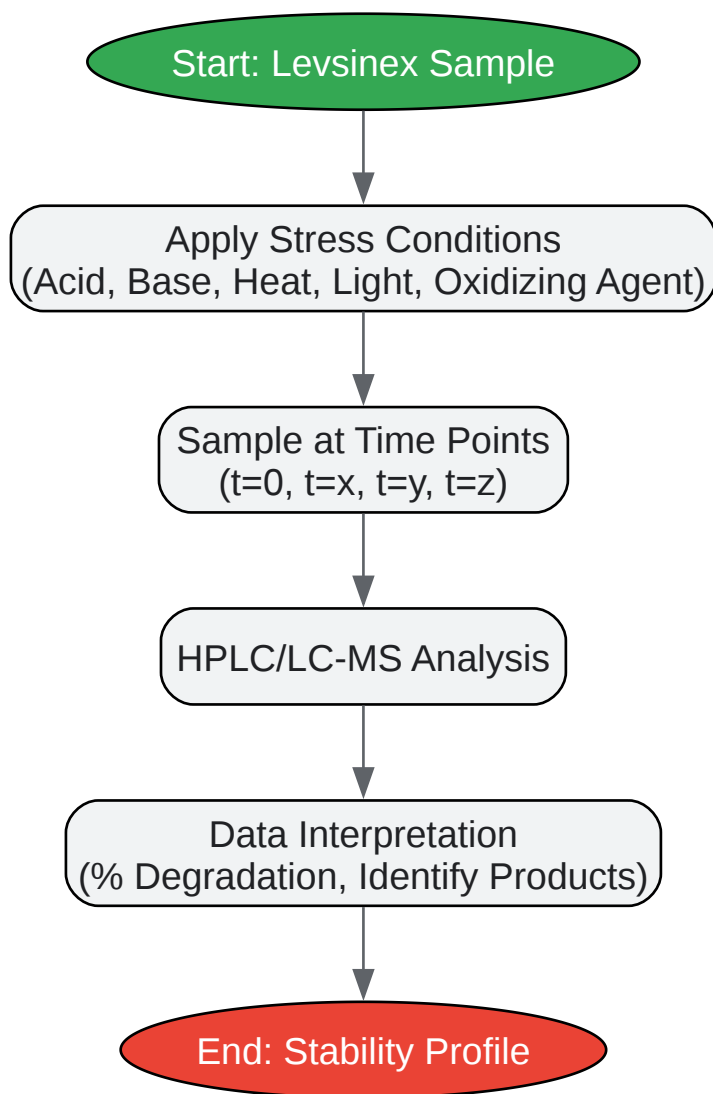 Start: Levsinex Sample
Apply Stress Conditions
(Acid, Base, Heat, Light, Oxidizing Agent)
Sample at Time Points
(t=0, t=x, t=y, t=z)
HPLC/LC-MS Analysis
Data Interpretation
(% Degradation, Identify Products)
End: Stability Profile